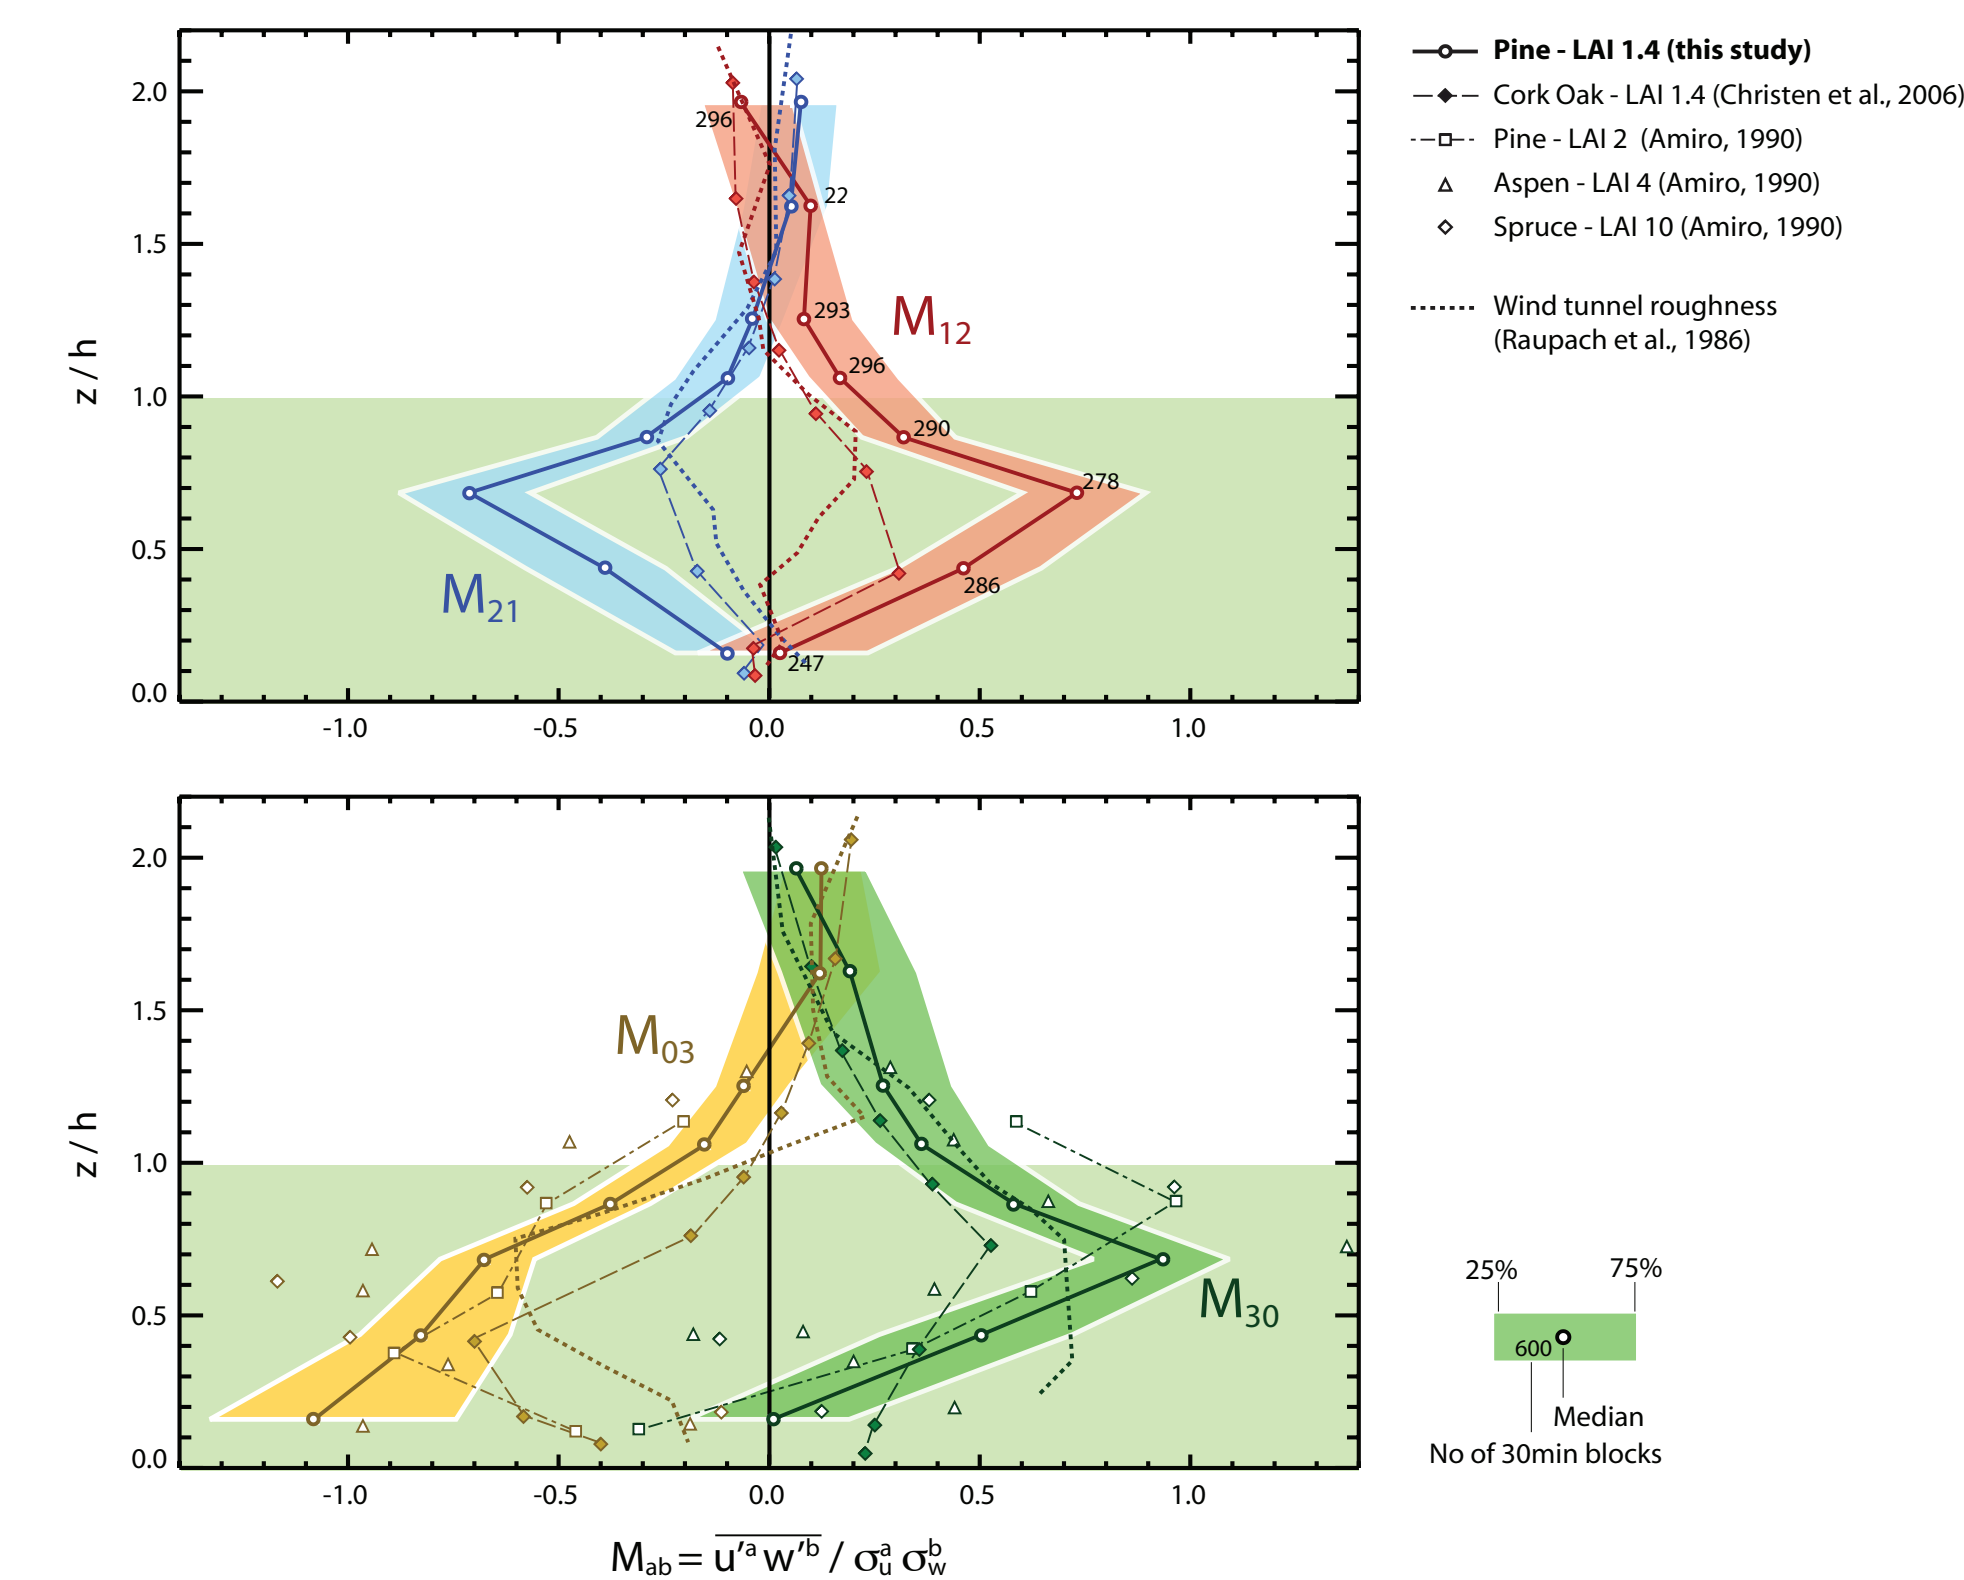 2.0
1.5
1.0
0.5
0.0
z / h
-1.0
-0.5
0.0
0.5
1.0
296
22
293
296
290
278
286
247
M12
M21
Pine - LAI 1.4 (this study)
Cork Oak - LAI 1.4 (Christen et al., 2006)
Pine - LAI 2 (Amiro, 1990)
Aspen - LAI 4 (Amiro, 1990)
Spruce - LAI 10 (Amiro, 1990)
Wind tunnel roughness
(Raupach et al., 1986)
2.0
1.5
1.0
0.5
0.0
z / h
-1.0
-0.5
0.0
0.5
1.0
M03
M30
25% 75%
600
Median
No of 30min blocks
Mab = u'a w'b / σua σwb